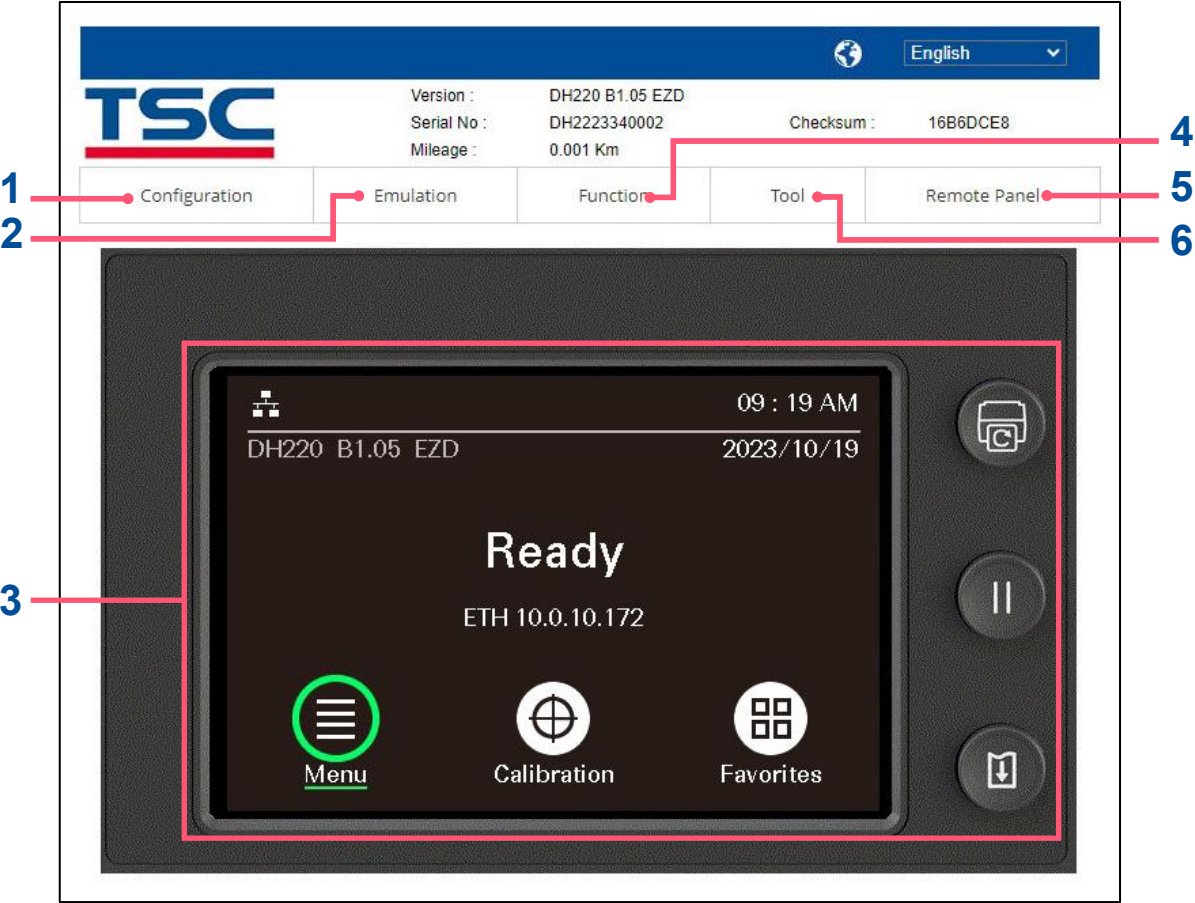 English
TSC
Version : DH220 B1.05 EZD
Serial No : DH2223340002 Checksum : 16B6DCE8
Mileage : 0.001 Km
4
1 Configuration Emulation Function Tool Remote Panel 5
2 6
09 : 19 AM
DH220 B1.05 EZD 2023/10/19
Ready
3
ETH 10.0.10.172
Menu Calibration Favorites